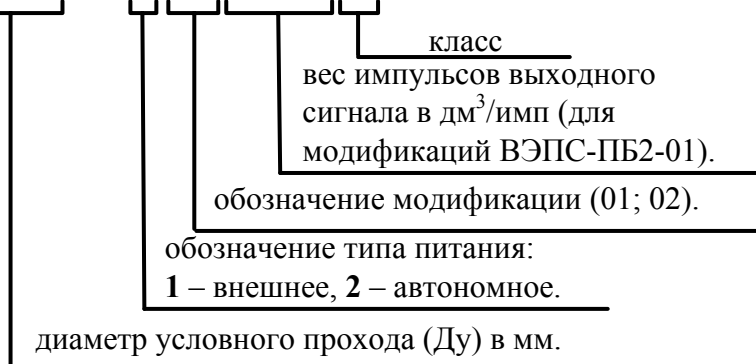 класс
вес импульсов выходного
сигнала в дм³/имп (для
модификаций ВЭПС-ПБ2-01).
обозначение модификации (01; 02).
обозначение типа питания:
1 – внешнее, 2 – автономное.
диаметр условного прохода (Ду) в мм.